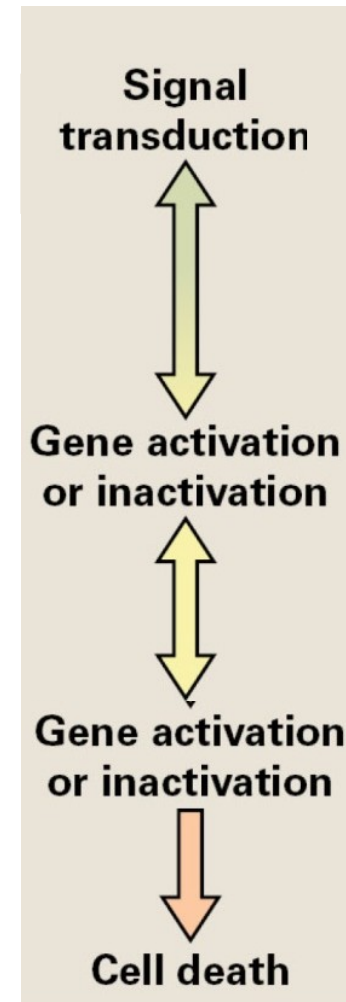 Signal
transduction
Gene activation
or inactivation
Gene activation
or inactivation
Cell death